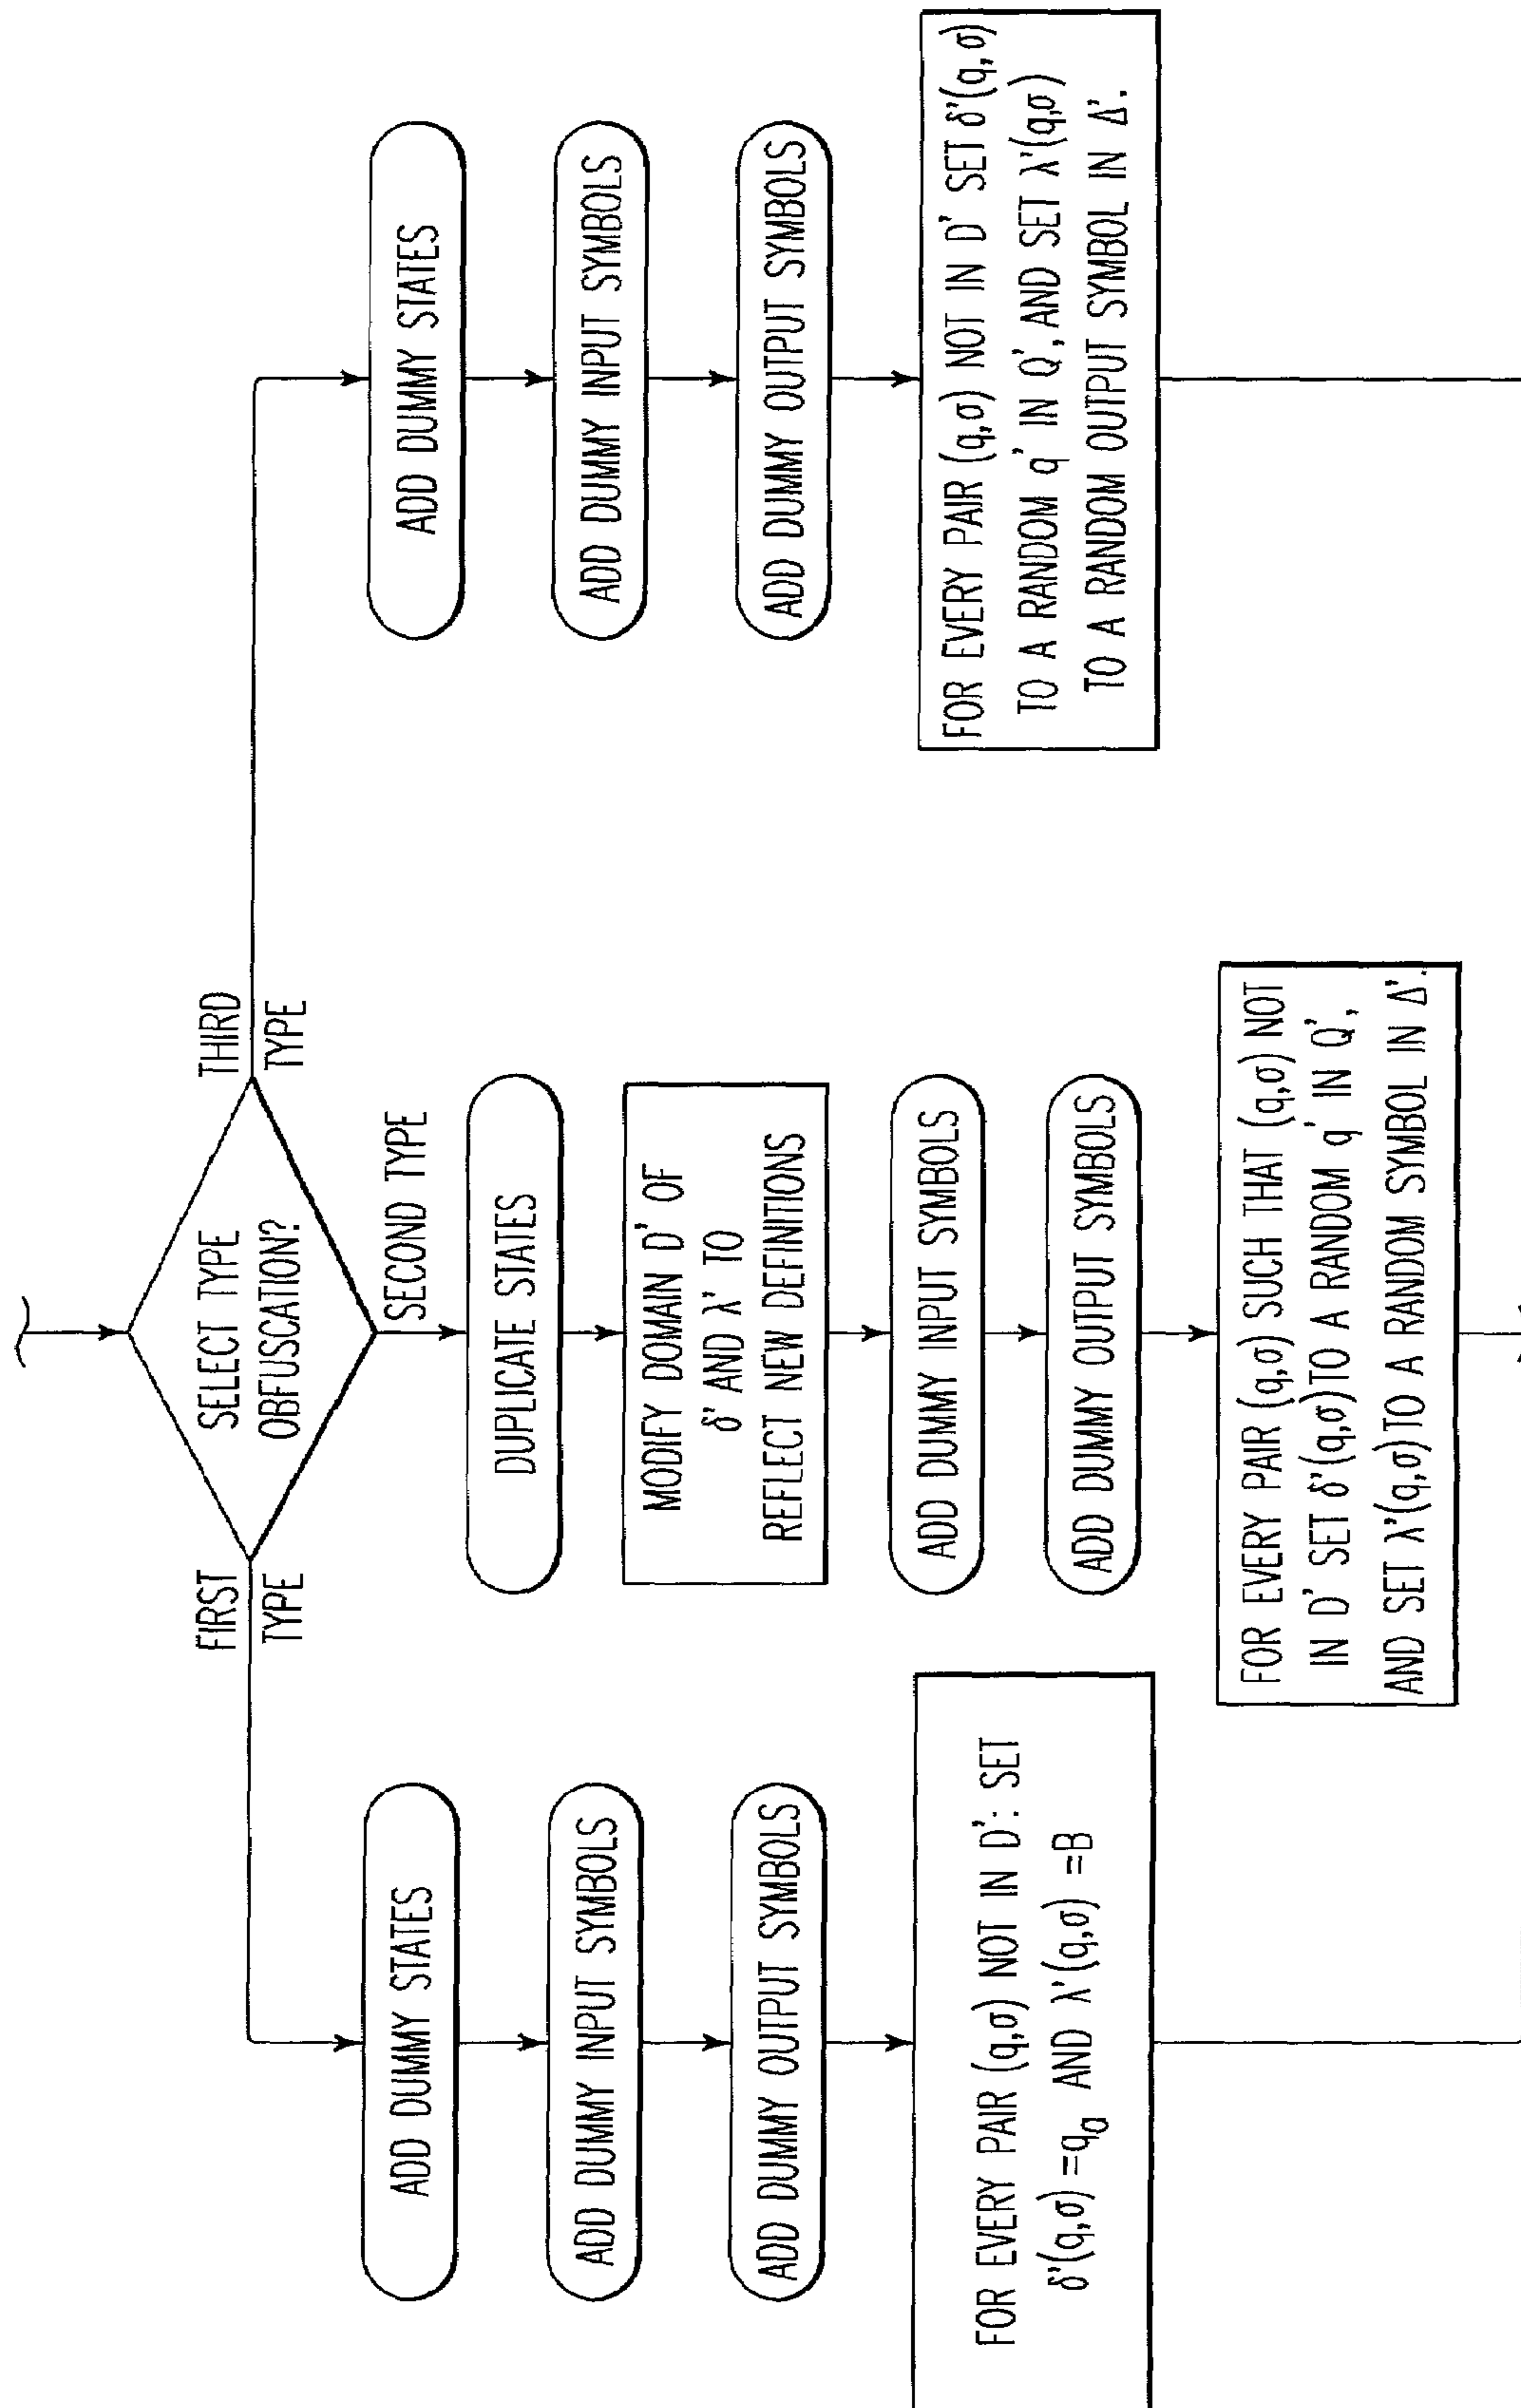 SELECT TYPE
OBFUSCATION?
FIRST
TYPE
SECOND TYPE
THIRD
TYPE
ADD DUMMY STATES
ADD DUMMY INPUT SYMBOLS
ADD DUMMY OUTPUT SYMBOLS
FOR EVERY PAIR (q,σ) NOT IN D': SET
δ'(q,σ) =qₐ AND λ'(q,σ) =B
DUPLICATE STATES
MODIFY DOMAIN D' OF
δ' AND λ' TO
REFLECT NEW DEFINITIONS
ADD DUMMY INPUT SYMBOLS
ADD DUMMY OUTPUT SYMBOLS
FOR EVERY PAIR (q,σ) SUCH THAT (q,σ) NOT
IN D' SET δ'(q,σ)TO A RANDOM q' IN Q',
AND SET λ'(q,σ)TO A RANDOM SYMBOL IN Δ'.
ADD DUMMY STATES
ADD DUMMY INPUT SYMBOLS
ADD DUMMY OUTPUT SYMBOLS
FOR EVERY PAIR (q,σ) NOT IN D' SET δ'(q,σ)
TO A RANDOM q' IN Q',AND SET λ'(q,σ)
TO A RANDOM OUTPUT SYMBOL IN Δ'.